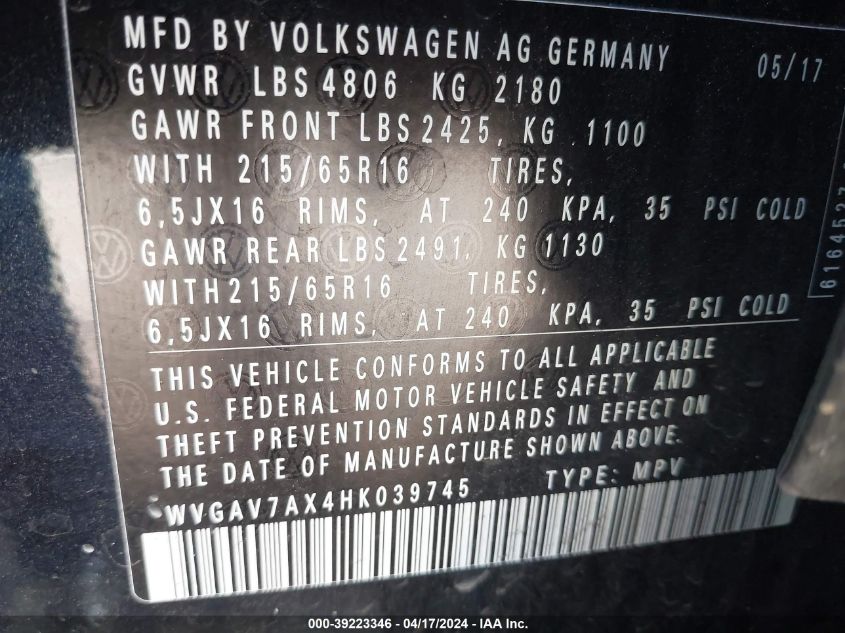 MFD BY VOLKSWAGEN AG GERMANY 05/17
GVWR LBS 4806 KG 2180
GAWR FRONT LBS 2425, KG 1100
WITH 215/65R16 TIRES,
6,5JX16 RIMS, AT 240 KPA, 35 PSI COLD
GAWR REAR LBS 2491, KG 1130
WITH 215/65R16 TIRES,
6,5JX16 RIMS, AT 240 KPA, 35 PSI COLD
THIS VEHICLE CONFORMS TO ALL APPLICABLE
U.S. FEDERAL MOTOR VEHICLE SAFETY AND
THEFT PREVENTION STANDARDS IN EFFECT ON
THE DATE OF MANUFACTURE SHOWN ABOVE.
WVGAV7AX4HK039745 TYPE: MPV
000-39223346 - 04/17/2024 - IAA Inc.